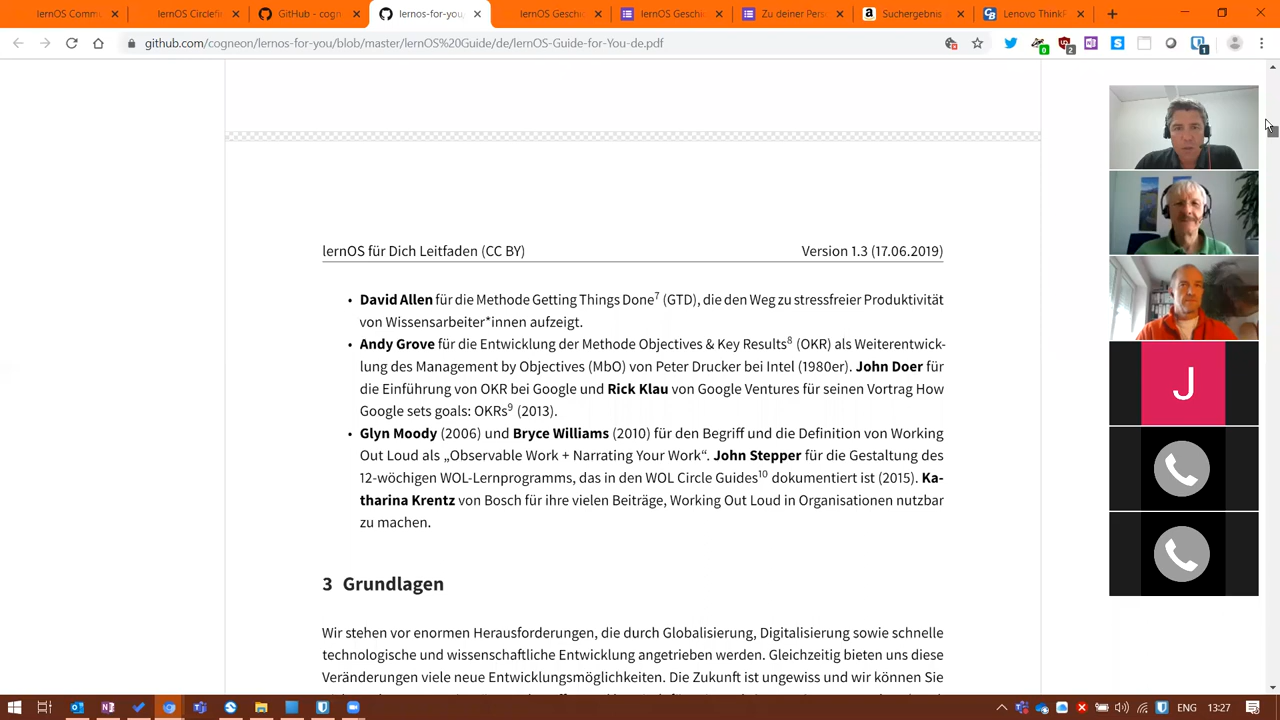 lernOS Commu
lernOS Circlefin
GitHub - cogn
lernos-for-you
lernOS Geschi
lernOS Geschi
Zu deiner Pers
Suchergebnis
Lenovo ThinkP
github.com/cogneon/lernos-for-you/blob/master/lernOS%20Guide/de/lernOS-Guide-for-You-de.pdf
0
2
1
lernOS für Dich Leitfaden (CC BY)
Version 1.3 (17.06.2019)
• David Allen für die Methode Getting Things Done7 (GTD), die den Weg zu stressfreier Produktivität
von Wissensarbeiter*innen aufzeigt.
• Andy Grove für die Entwicklung der Methode Objectives & Key Results8 (OKR) als Weiterentwick-
lung des Management by Objectives (MbO) von Peter Drucker bei Intel (1980er). John Doer für
die Einführung von OKR bei Google und Rick Klau von Google Ventures für seinen Vortrag How
Google sets goals: OKRs9 (2013).
• Glyn Moody (2006) und Bryce Williams (2010) für den Begriff und die Definition von Working
Out Loud als „Observable Work + Narrating Your Work“. John Stepper für die Gestaltung des
12-wöchigen WOL-Lernprogramms, das in den WOL Circle Guides10 dokumentiert ist (2015). Ka-
tharina Krentz von Bosch für ihre vielen Beiträge, Working Out Loud in Organisationen nutzbar
zu machen.
3 Grundlagen
Wir stehen vor enormen Herausforderungen, die durch Globalisierung, Digitalisierung sowie schnelle
technologische und wissenschaftliche Entwicklung angetrieben werden. Gleichzeitig bieten uns diese
Veränderungen viele neue Entwicklungsmöglichkeiten. Die Zukunft ist ungewiss und wir können Sie
J
ENG
13:27